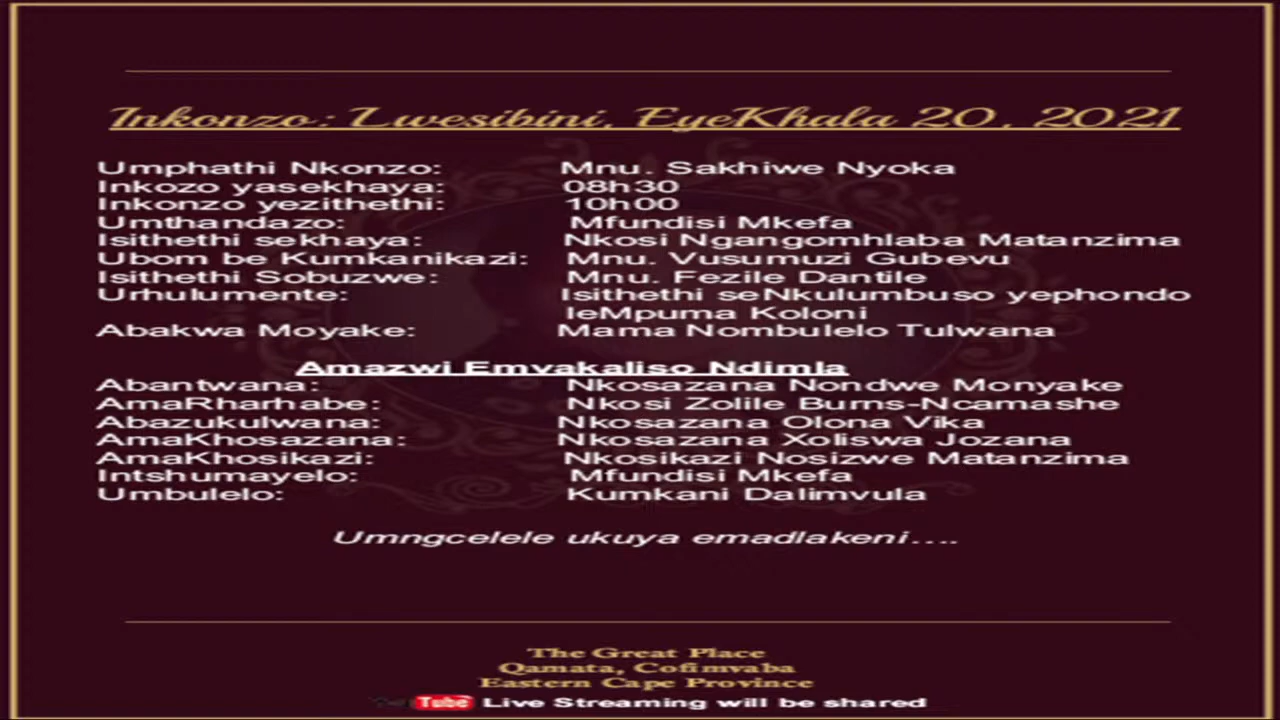 Inkonzo: Lwesibini, EyeKhala 20, 2021
Umphathi Nkonzo: Mnu. Sakhiwe Nyoka
Inkozo yasekhaya: 08h30
Inkonzo yezithethi: 10h00
Umthandazo: Mfundisi Mkefa
Isithethi sekhaya: Nkosi Ngangomhlaba Matanzima
Ubom be Kumkanikazi: Mnu. Vusumuzi Gubevu
Isithethi Sobuzwe: Mnu. Fezile Dantile
Urhulumente: Isithethi seNkulumbuso yephondo
leMpuma Koloni
Abakwa Moyake: Mama Nombulelo Tulwana
Amazwi Emvakaliso Ndimla
Abantwana: Nkosazana Nondwe Monyake
AmaRharhabe: Nkosi Zolile Burns-Ncamashe
Abazukulwana: Nkosazana Olona Vika
AmaKhosazana: Nkosazana Xoliswa Jozana
AmaKhosikazi: Nkosikazi Nosizwe Matanzima
Intshumayelo: Mfundisi Mkefa
Umbulelo: Kumkani Dalimvula
Umngcelele ukuya emadlakeni....
The Great Place
Qamata, Cofimvaba
Eastern Cape Province
YouTube Live Streaming will be shared